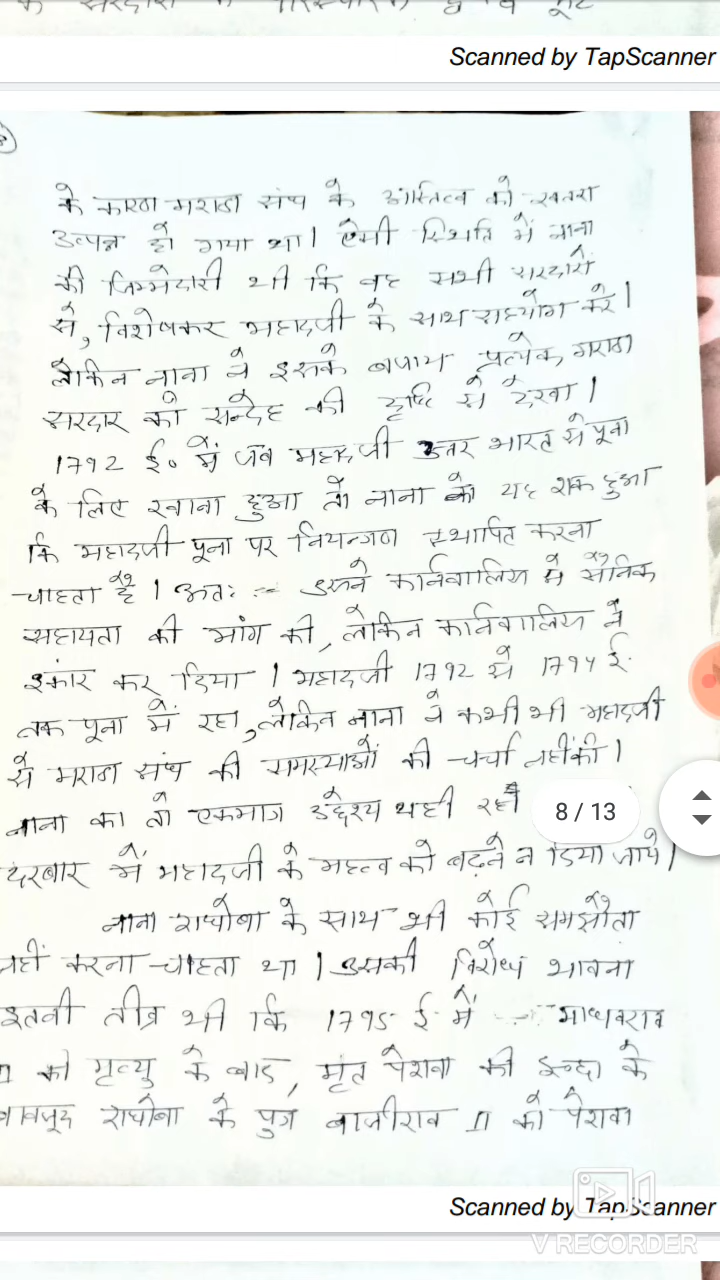 Scanned by TapScanner
के कारण मराठा संघ के अस्तित्व को खतरा
उत्पन्न हो गया था। ऐसी स्थिति में नाना
की जिम्मेदारी थी कि वह सभी सरदारों
से, विशेषकर महादजी के साथ सहयोग करे।
लेकिन नाना ने इसके बजाय प्रत्येक मराठा
सरदार को सन्देह की दृष्टि से देखा।
1792 ई॰ में जब महादजी उत्तर भारत से पूना
के लिए रवाना हुआ तो नाना को यह शक हुआ
कि महादजी पूना पर नियन्त्रण स्थापित करना
चाहता है। अतः :- उसने कार्नवालिस से सैनिक
सहायता की मांग की, लेकिन कार्नवालिस ने
इंकार कर दिया। महादजी 1792 से 1794 ई.
तक पूना में रहा, लेकिन नाना ने कभी भी महादजी
से मराठा संघ की समस्याओं की चर्चा नहीं की।
नाना का तो एकमात्र उद्देश्य यही रहा
8 / 13
दरबार में महादजी के महत्व को बढ़ने न दिया जाये।
नाना राघोबा के साथ भी कोई समझौता
नहीं करना चाहता था। उसकी विरोध भावना
इतनी तीव्र थी कि 1795 ई में माधवराव
II की मृत्यु के बाद, मृत पेशवा की इच्छा के
बावजूद राघोबा के पुत्र बाजीराव II को पेशवा
Scanned by TapScanner
V RECORDER